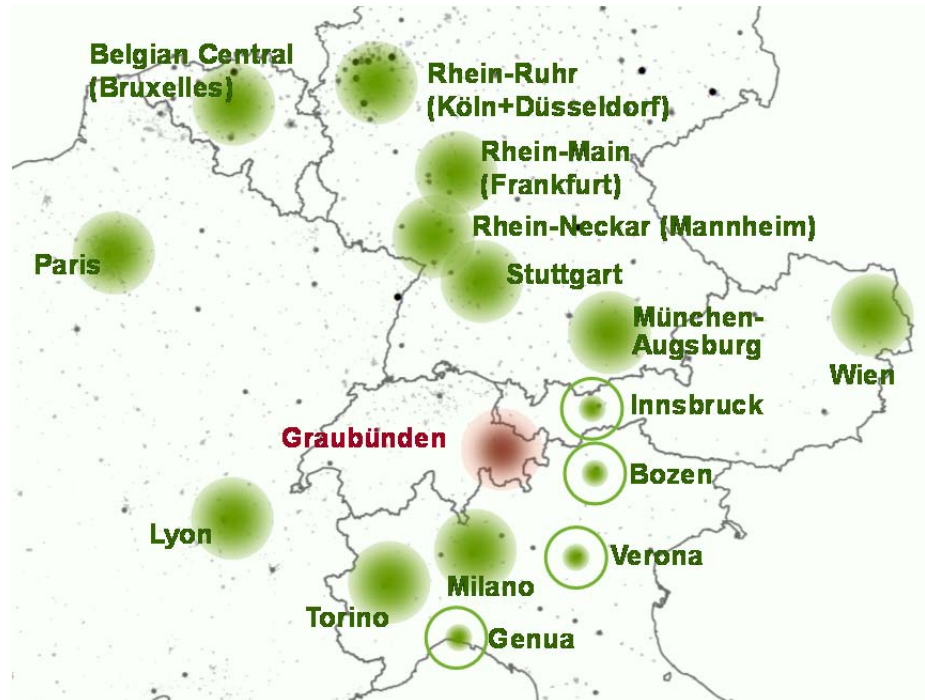 Belgian Central
(Bruxelles)
Rhein-Ruhr
(Köln+Düsseldorf)
Rhein-Main
(Frankfurt)
Rhein-Neckar (Mannheim)
Paris
Stuttgart
München-
Augsburg
Wien
Innsbruck
Graubünden
Bozen
Lyon
Verona
Milano
Torino
Genua